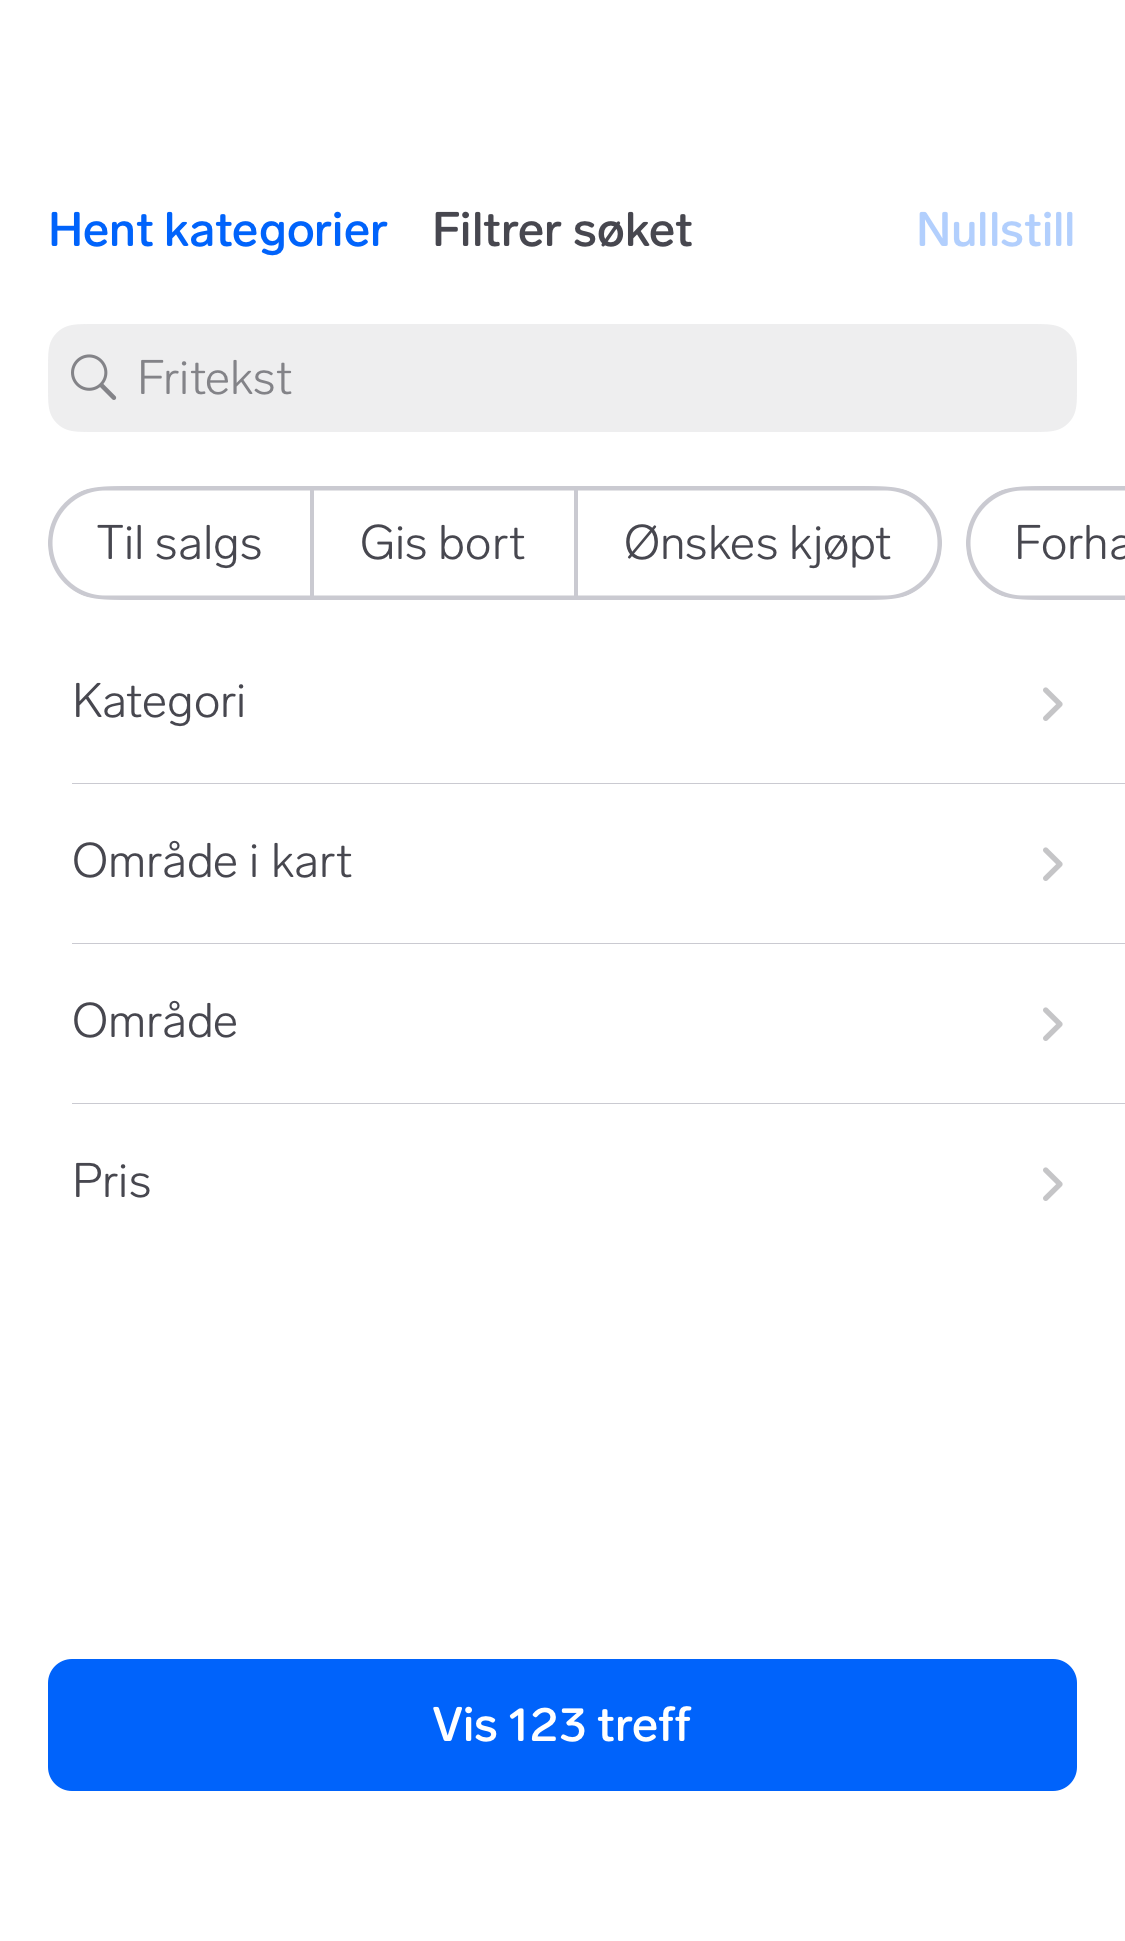 Hent kategorier Filtrer søket Nullstill
Fritekst
Til salgs Gis bort Ønskes kjøpt Forha
Kategori
Område i kart
Område
Pris
Vis 123 treff